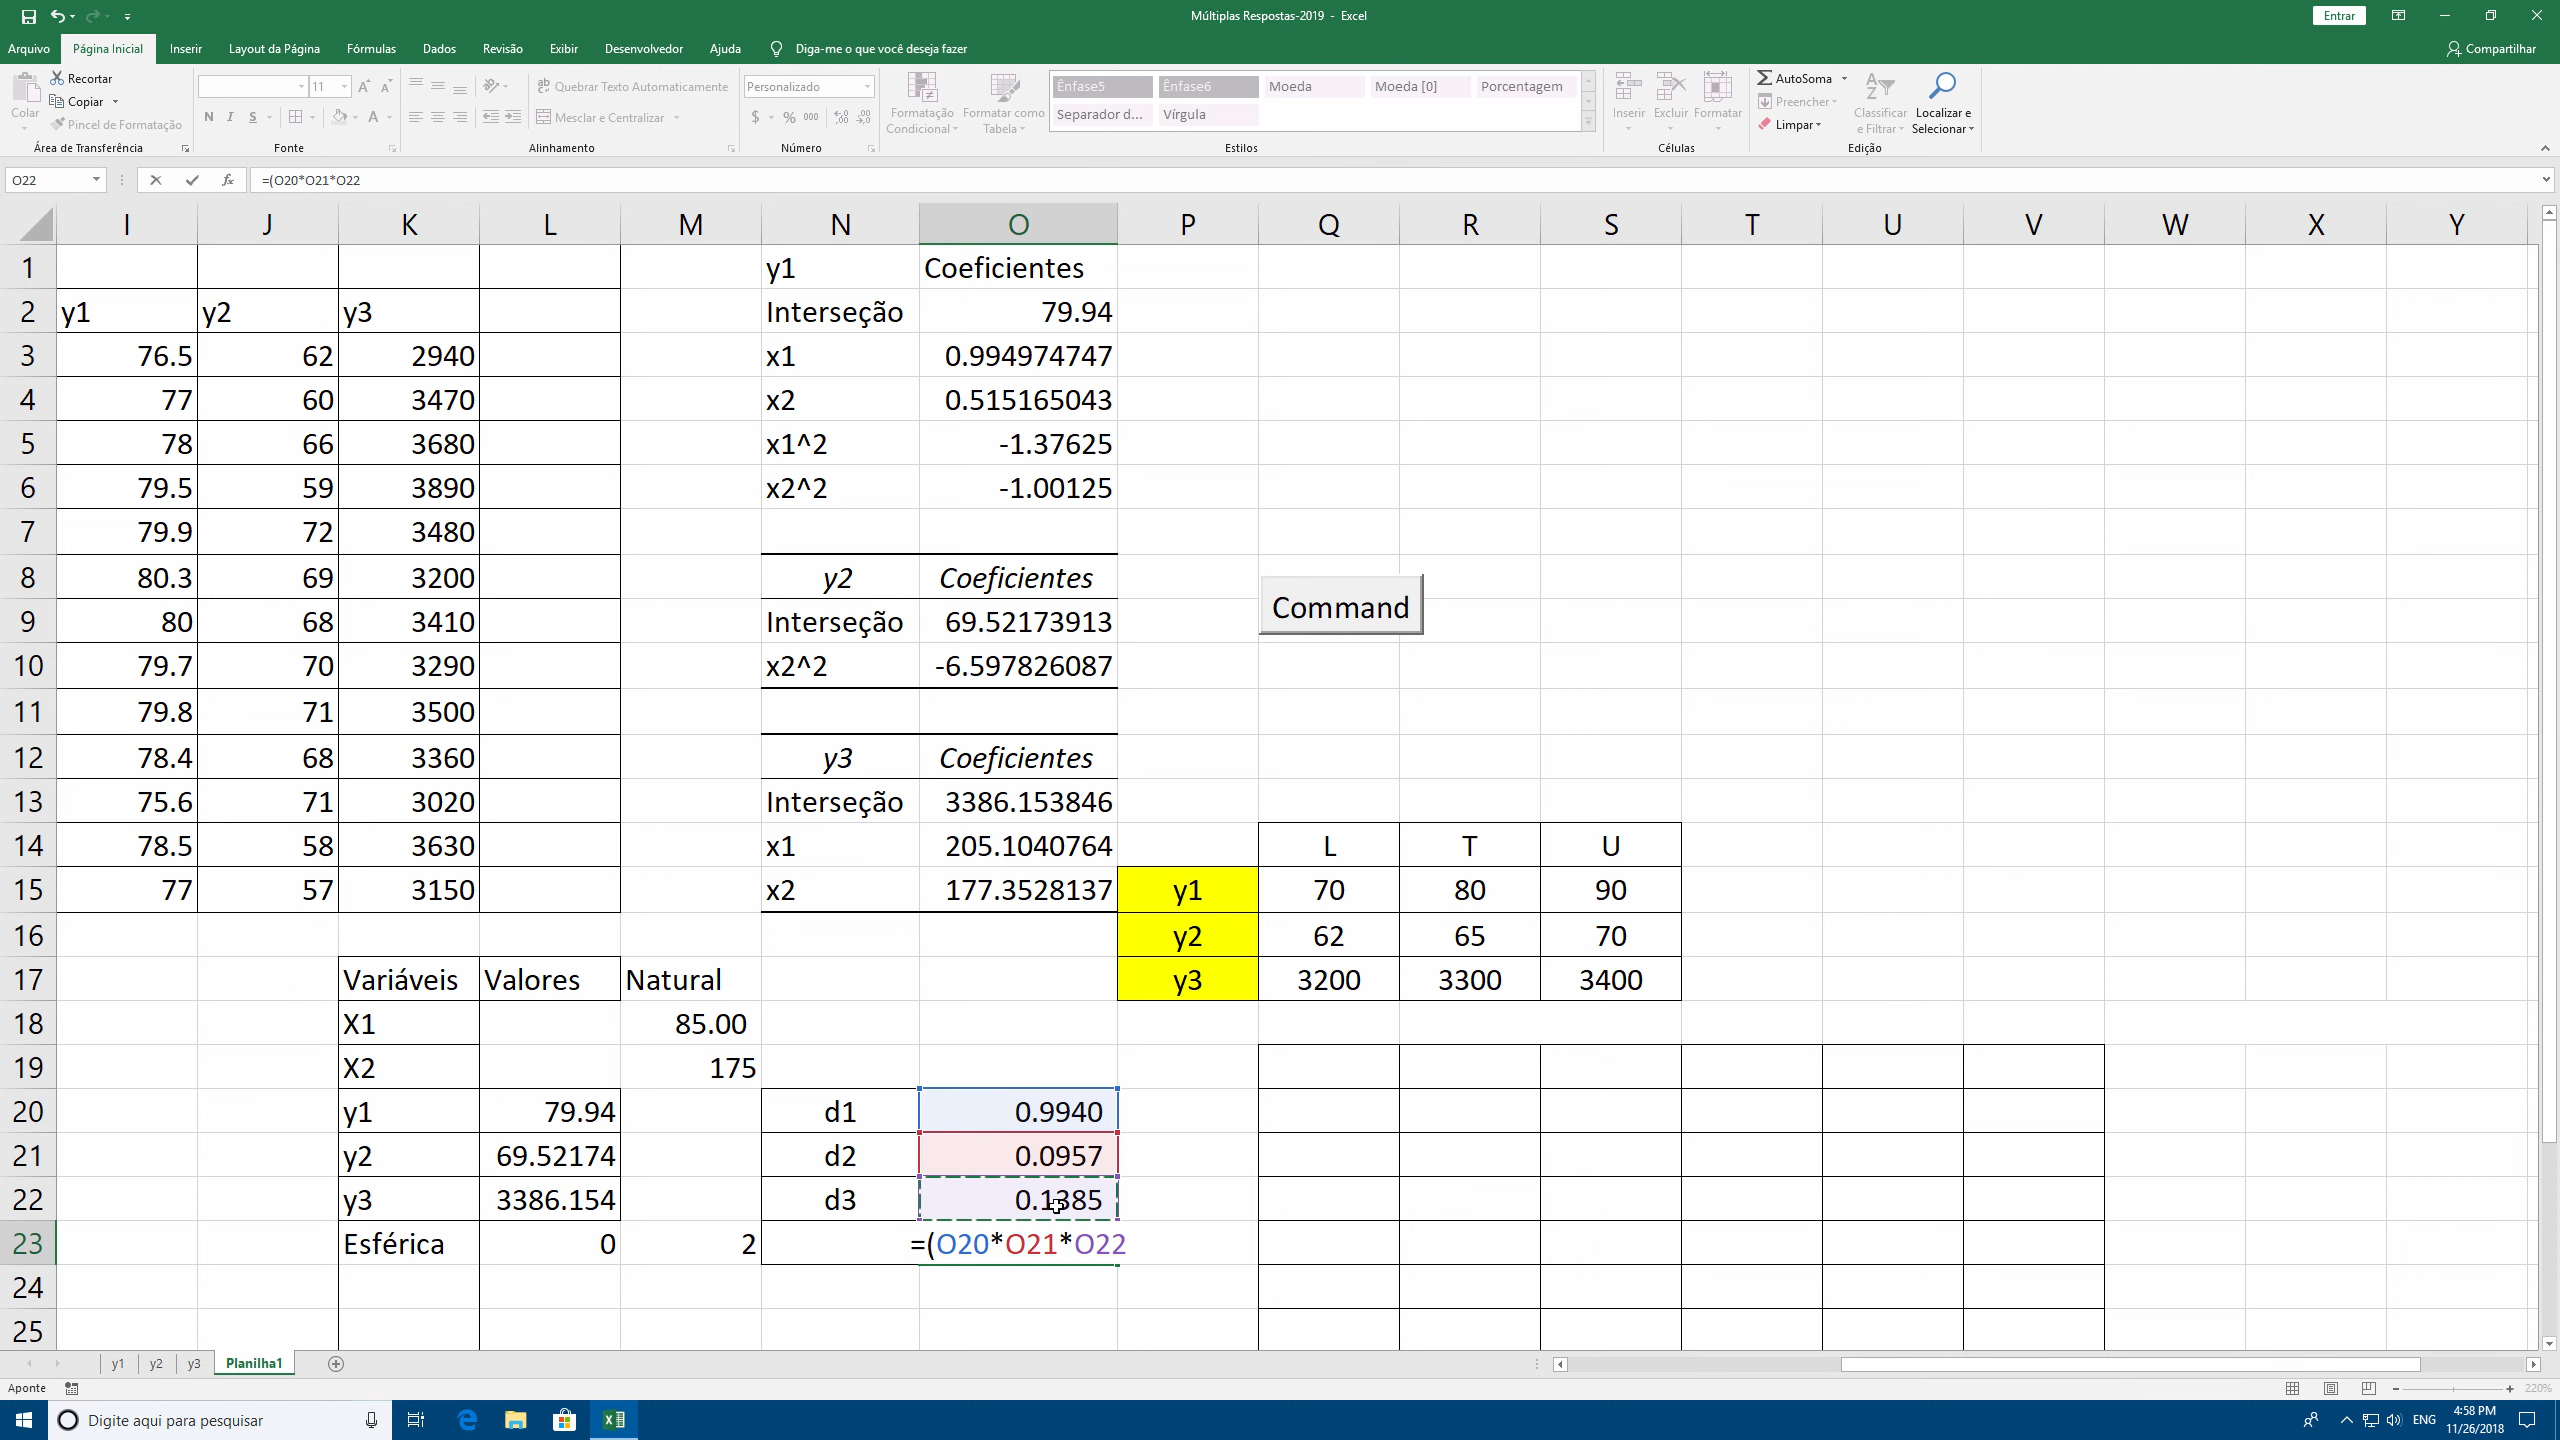 Múltiplas Respostas-2019 - Excel
Entrar
Arquivo Página Inicial Inserir Layout da Página Fórmulas Dados Revisão Exibir Desenvolvedor Ajuda Diga-me o que você deseja fazer Compartilhar
Colar
Recortar
Copiar
Pincel de Formatação
Área de Transferência
11
N I S
Fonte
Quebrar Texto Automaticamente
Mesclar e Centralizar
Alinhamento
Personalizado
$ % 000
Número
Formatação Condicional
Formatar como Tabela
Ênfase5 Ênfase6 Moeda Moeda [0] Porcentagem
Separador d... Vírgula
Estilos
Inserir Excluir Formatar
Células
AutoSoma
Preencher
Limpar
Classificar e Filtrar
Localizar e Selecionar
Edição
O22 fx =(O20*O21*O22
I J K L M N O P Q R S T U V W X Y
1 y1 Coeficientes
2 y1 y2 y3 Interseção 79.94
3 76.5 62 2940 x1 0.994974747
4 77 60 3470 x2 0.515165043
5 78 66 3680 x1^2 -1.37625
6 79.5 59 3890 x2^2 -1.00125
7 79.9 72 3480
8 80.3 69 3200 y2 Coeficientes Command
9 80 68 3410 Interseção 69.52173913
10 79.7 70 3290 x2^2 -6.597826087
11 79.8 71 3500
12 78.4 68 3360 y3 Coeficientes
13 75.6 71 3020 Interseção 3386.153846
14 78.5 58 3630 x1 205.1040764 L T U
15 77 57 3150 x2 177.3528137 y1 70 80 90
16 y2 62 65 70
17 Variáveis Valores Natural y3 3200 3300 3400
18 X1 85.00
19 X2 175
20 y1 79.94 d1 0.9940
21 y2 69.52174 d2 0.0957
22 y3 3386.154 d3 0.1385
23 Esférica 0 2 =(O20*O21*O22
24
25
y1 y2 y3 Planilha1
Aponte 220%
Digite aqui para pesquisar
ENG
4:58 PM
11/26/2018